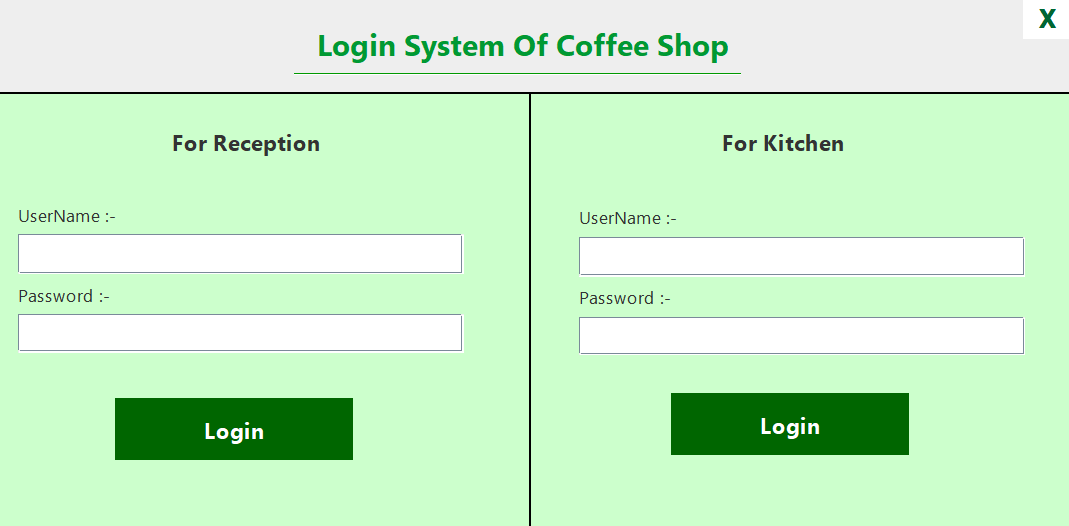 X
Login System Of Coffee Shop
For Reception
UserName :-
Password :-
Login
For Kitchen
UserName :-
Password :-
Login